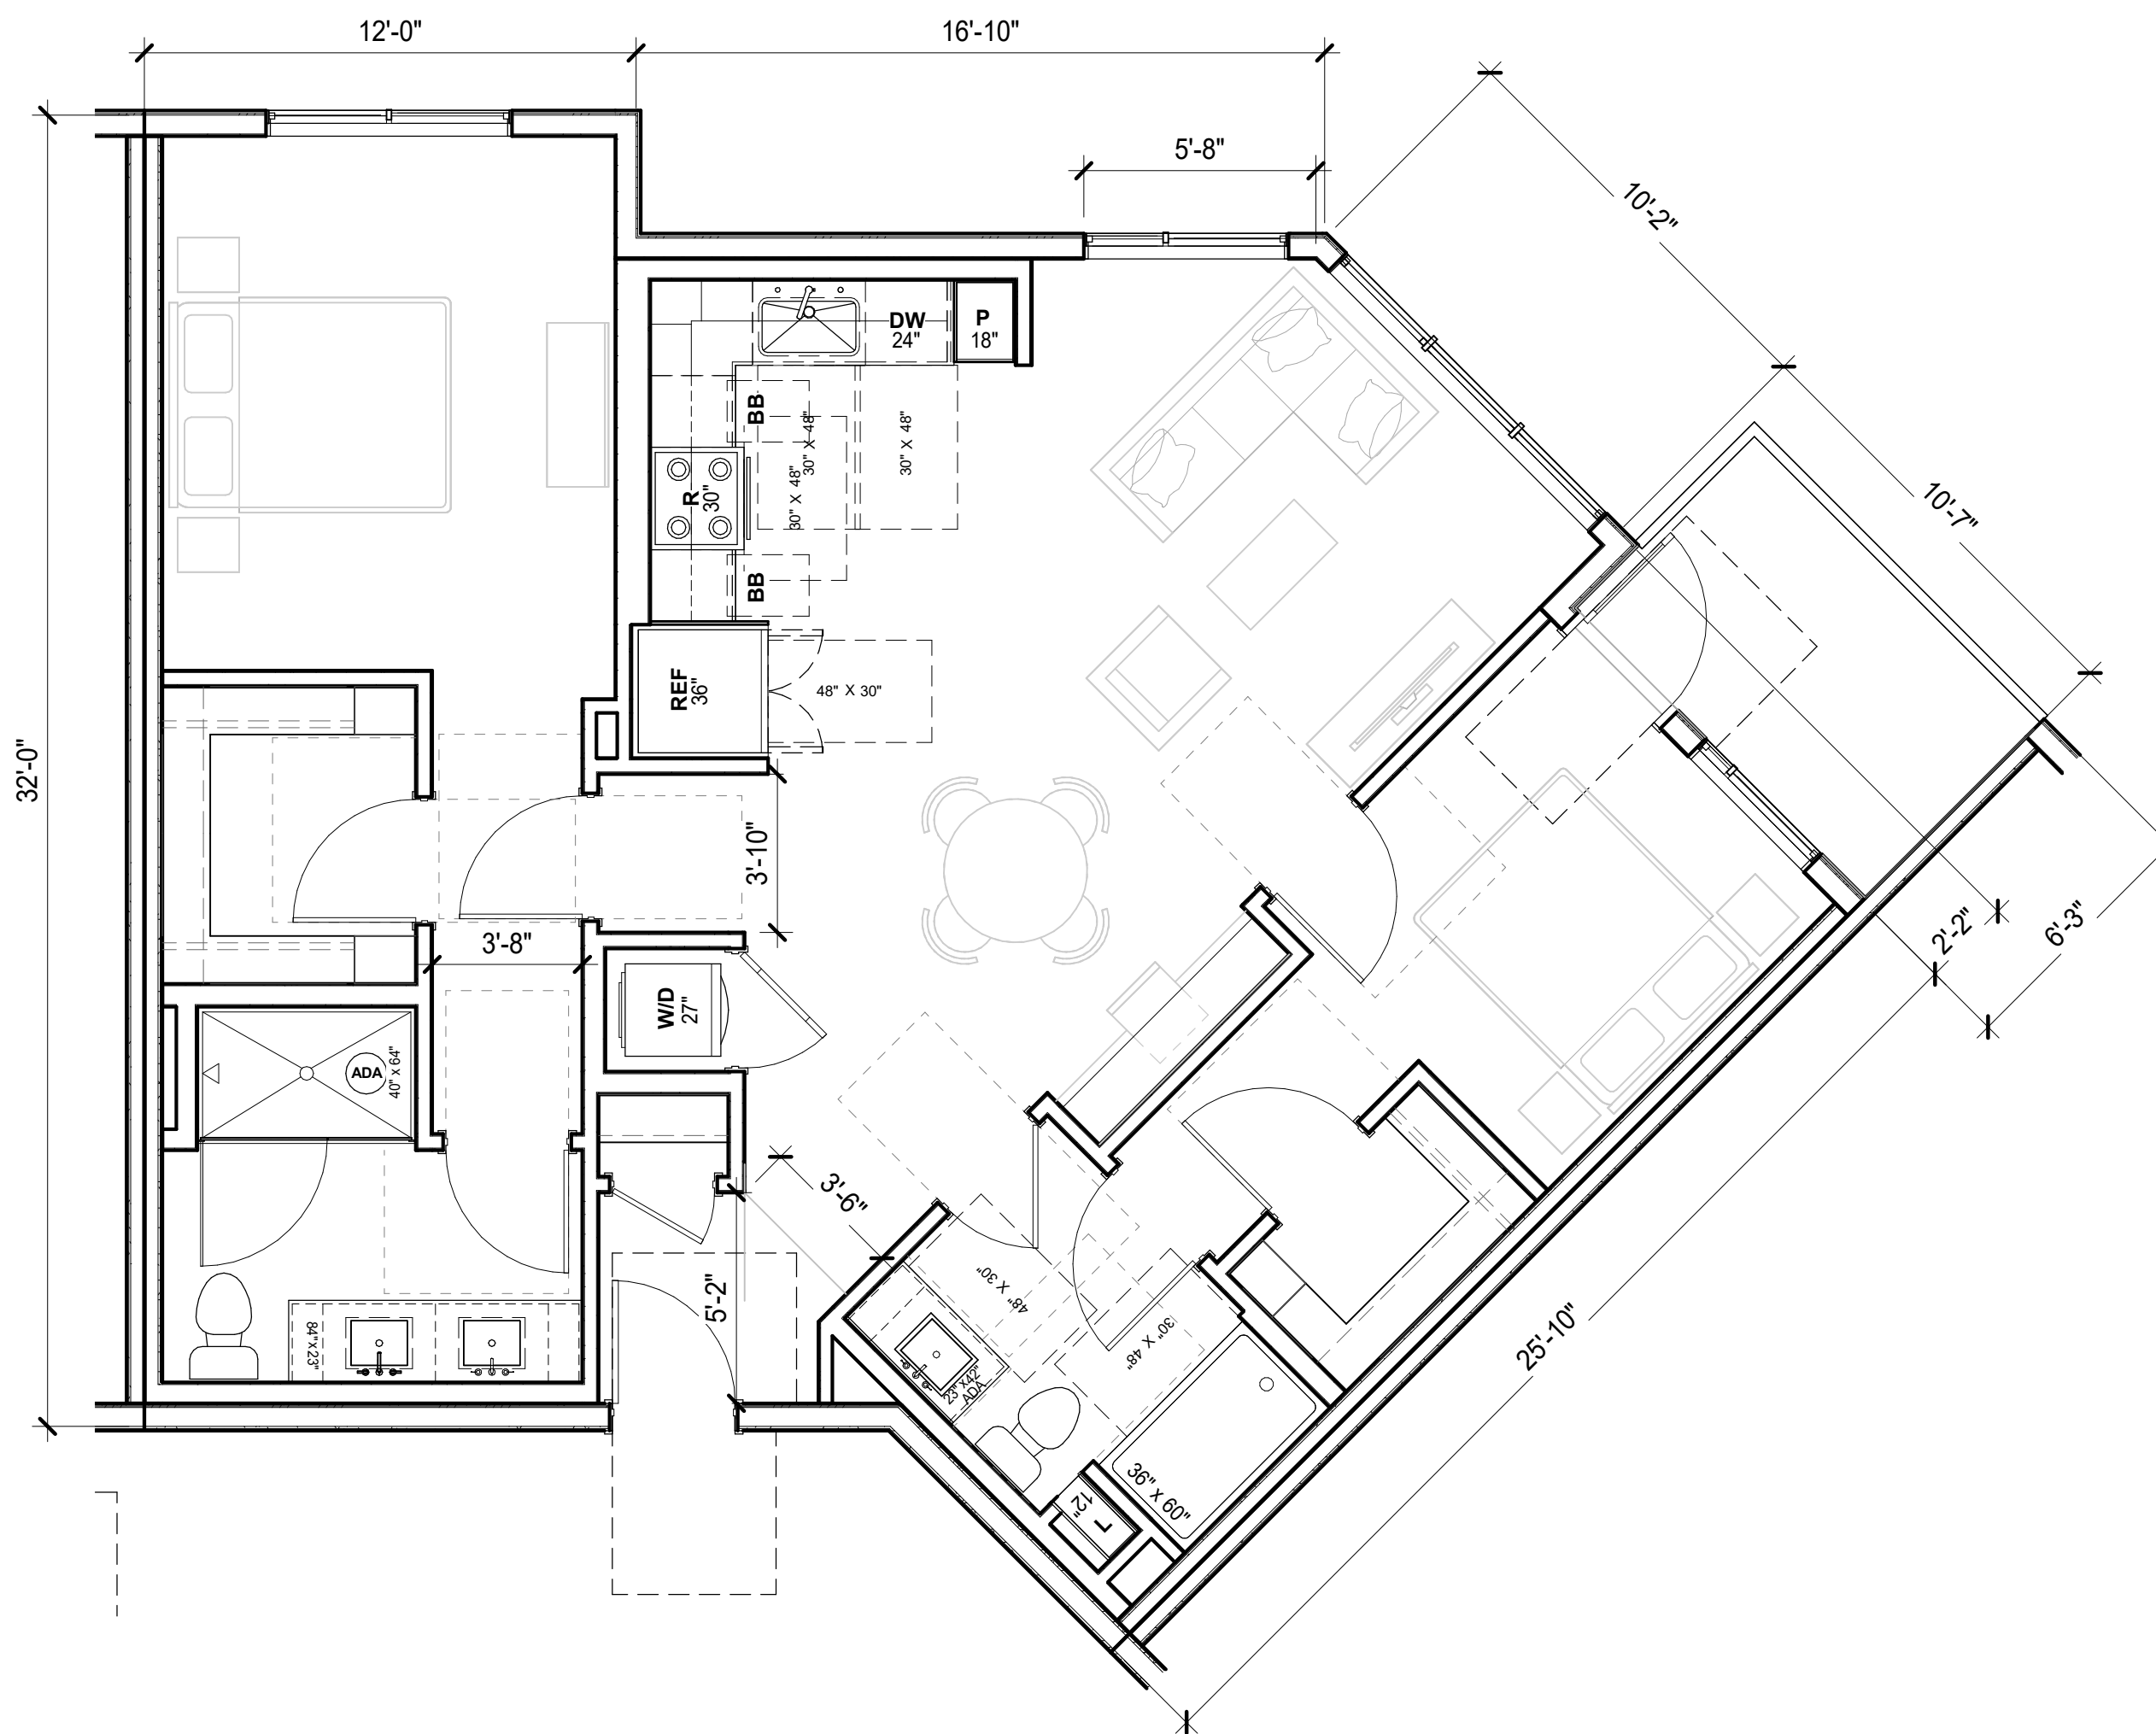 12'-0"
16'-10"
5'-8"
10'-2"
10'-7"
DW
24"
P
18"
BB
30" X 48"
30" X 48"
30" X 48"
R
30"
BB
REF
36"
48" X 30"
32'-0"
3'-10"
3'-8"
W/D
27"
2'-2"
6'-3"
ADA
40" x 64"
3'-6"
5'-2"
48" X 30"
30" X 48"
84"x23"
23"X42"
ADA
25'-10"
36" x 60"
12"
L